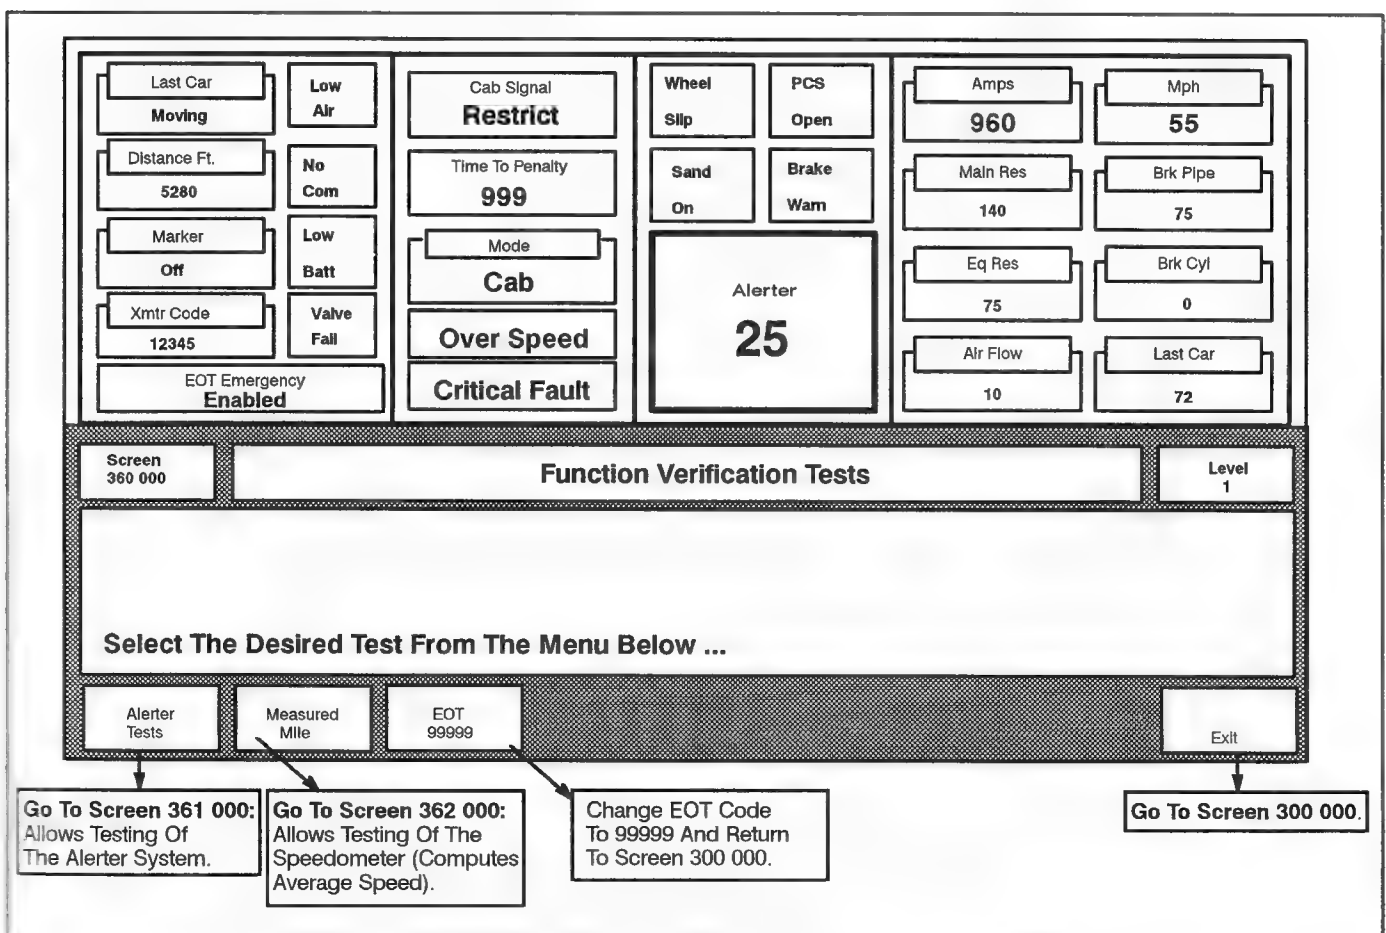 Last Car
Moving
Low
Air
Distance Ft.
5280
No
Com
Marker
Off
Low
Batt
Xmtr Code
12345
Valve
Fail
EOT Emergency
Enabled
Cab Signal
Restrict
Time To Penalty
999
Mode
Cab
Over Speed
Critical Fault
Wheel
Slip
PCS
Open
Sand
On
Brake
Warn
Alerter
25
Amps
960
Mph
55
Main Res
140
Brk Pipe
75
Eq Res
75
Brk Cyl
0
Air Flow
10
Last Car
72
Screen
360 000
Function Verification Tests
Level
1
Select The Desired Test From The Menu Below ...
Alerter
Tests
Measured
Mile
EOT
99999
Exit
Go To Screen 361 000:
Allows Testing Of
The Alerter System.
Go To Screen 362 000:
Allows Testing Of The
Speedometer (Computes
Average Speed).
Change EOT Code
To 99999 And Return
To Screen 300 000.
Go To Screen 300 000.